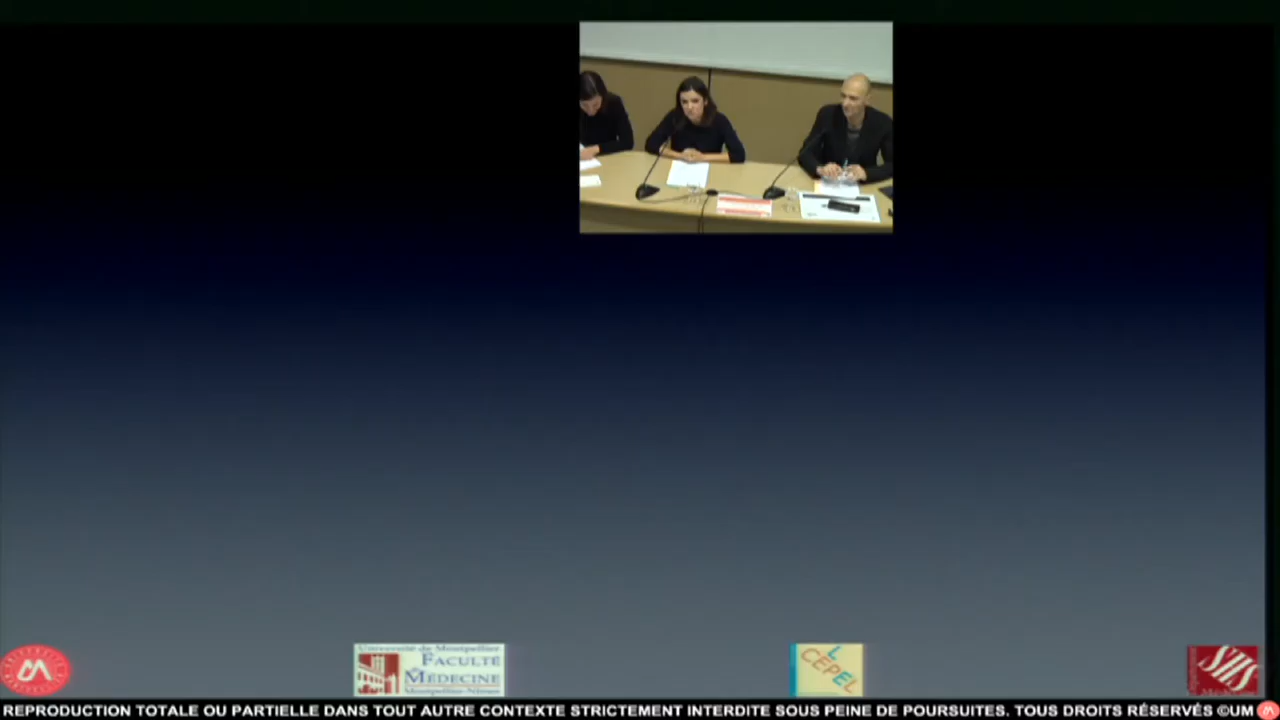 Université de Montpellier
FACULTÉ
de
MÉDECINE
Montpellier-Nîmes
CEPEL
REPRODUCTION TOTALE OU PARTIELLE DANS TOUT AUTRE CONTEXTE STRICTEMENT INTERDITE SOUS PEINE DE POURSUITES. TOUS DROITS RÉSERVÉS ©UM